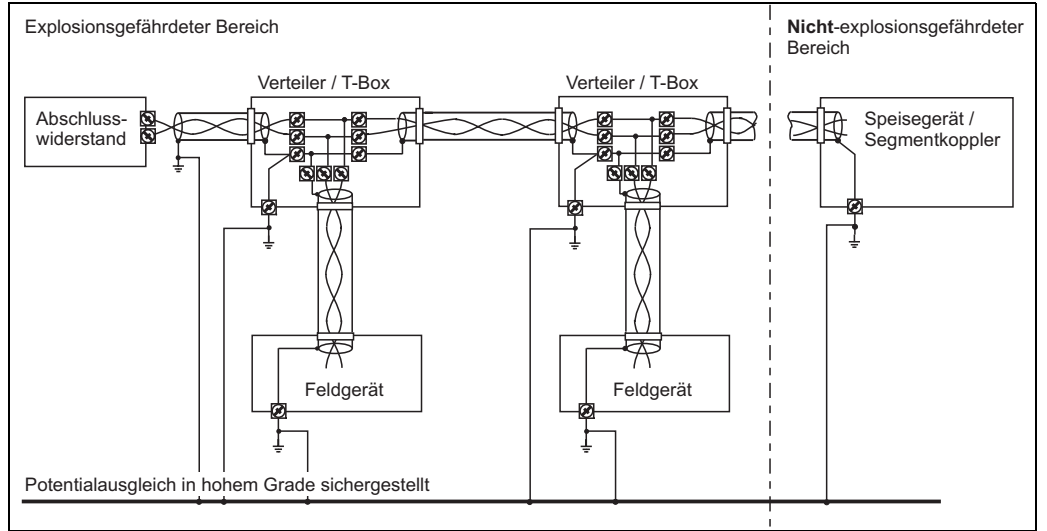 Explosionsgefährdeter Bereich
Nicht-explosionsgefährdeter
Bereich
Verteiler / T-Box
Verteiler / T-Box
Abschluss-
widerstand
Speisegerät /
Segmentkoppler
Feldgerät
Feldgerät
Potentialausgleich in hohem Grade sichergestellt